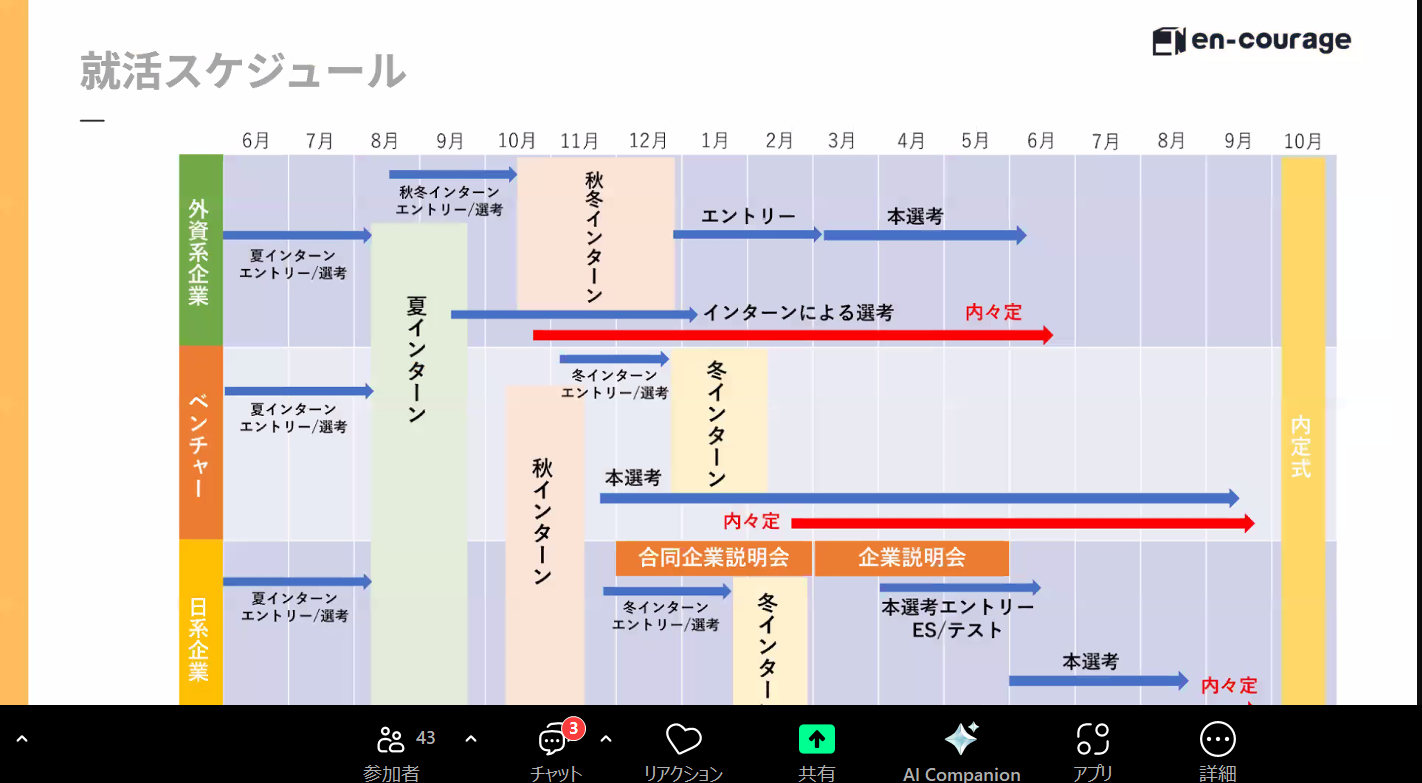 en-courage
就活スケジュール
6月 7月 8月 9月 10月 11月 12月 1月 2月 3月 4月 5月 6月 7月 8月 9月 10月
外資系企業
夏インターン
エントリー/選考
秋冬インターン
エントリー/選考
秋冬インターン
エントリー
本選考
夏インターン
インターンによる選考
内々定
ベンチャー
夏インターン
エントリー/選考
冬インターン
エントリー/選考
冬インターン
秋インターン
本選考
内々定
内定式
日系企業
合同企業説明会
企業説明会
夏インターン
エントリー/選考
冬インターン
エントリー/選考
冬インター
本選考エントリー
ES/テスト
本選考
内々定
43
3
参加者
チャット
リアクション
共有
AI Companion
アプリ
詳細